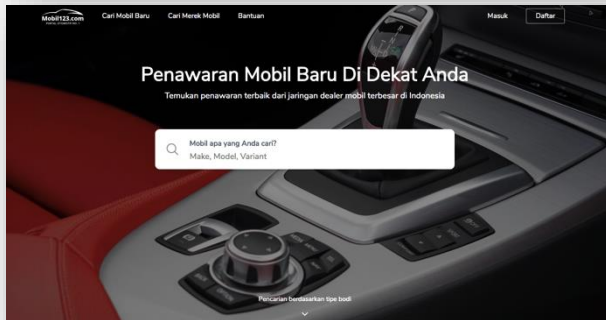 Mobil123.com
Cari Mobil Baru
Cari Merek Mobil
Bantuan
Masuk
Daftar
Penawaran Mobil Baru Di Dekat Anda
Temukan penawaran terbaik dari jaringan dealer mobil terbesar di Indonesia
Mobil apa yang Anda cari?
Make, Model, Variant
Pencarian berdasarkan tipe bodi